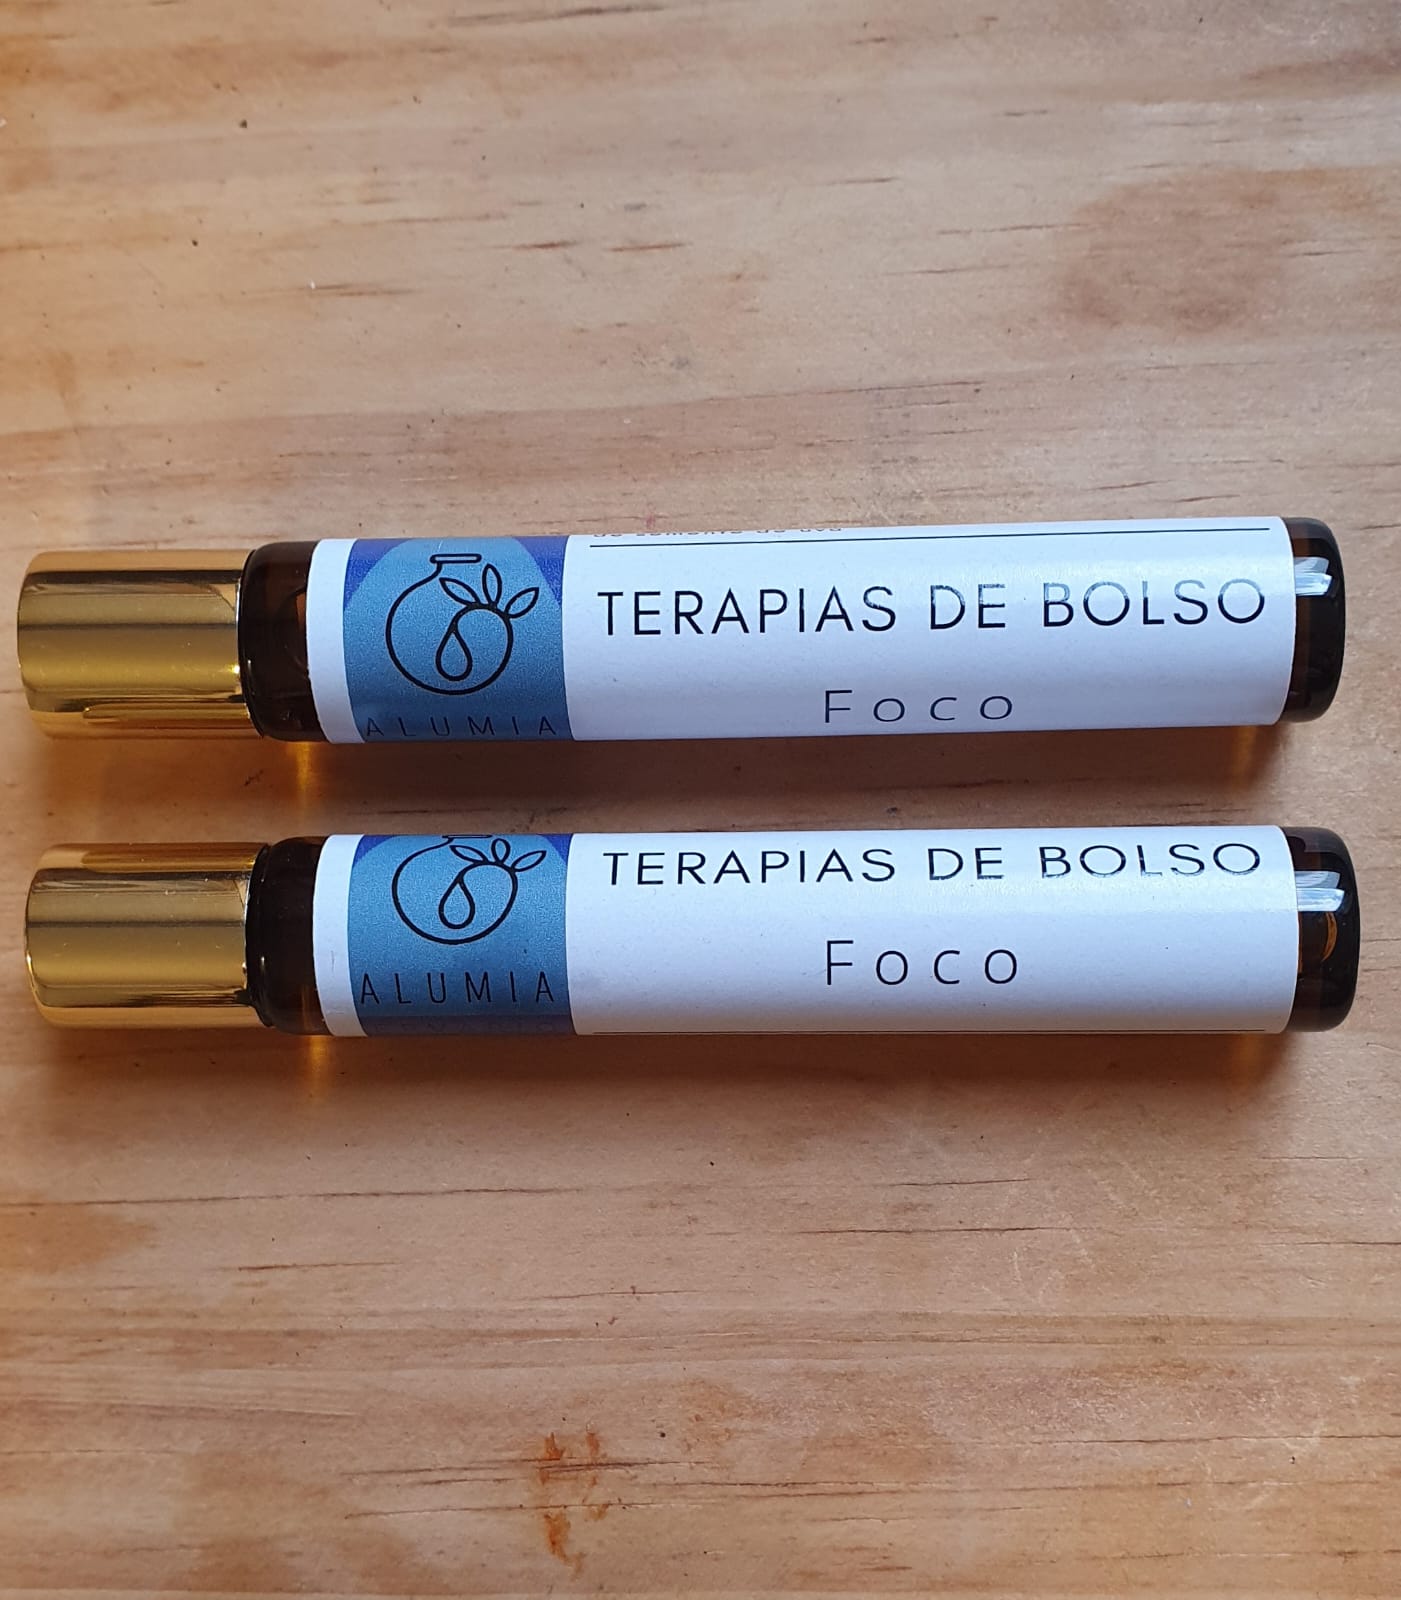 TERAPIAS DE BOLSO
Foco
ALUMIA
TERAPIAS DE BOLSO
Foco
ALUMIA